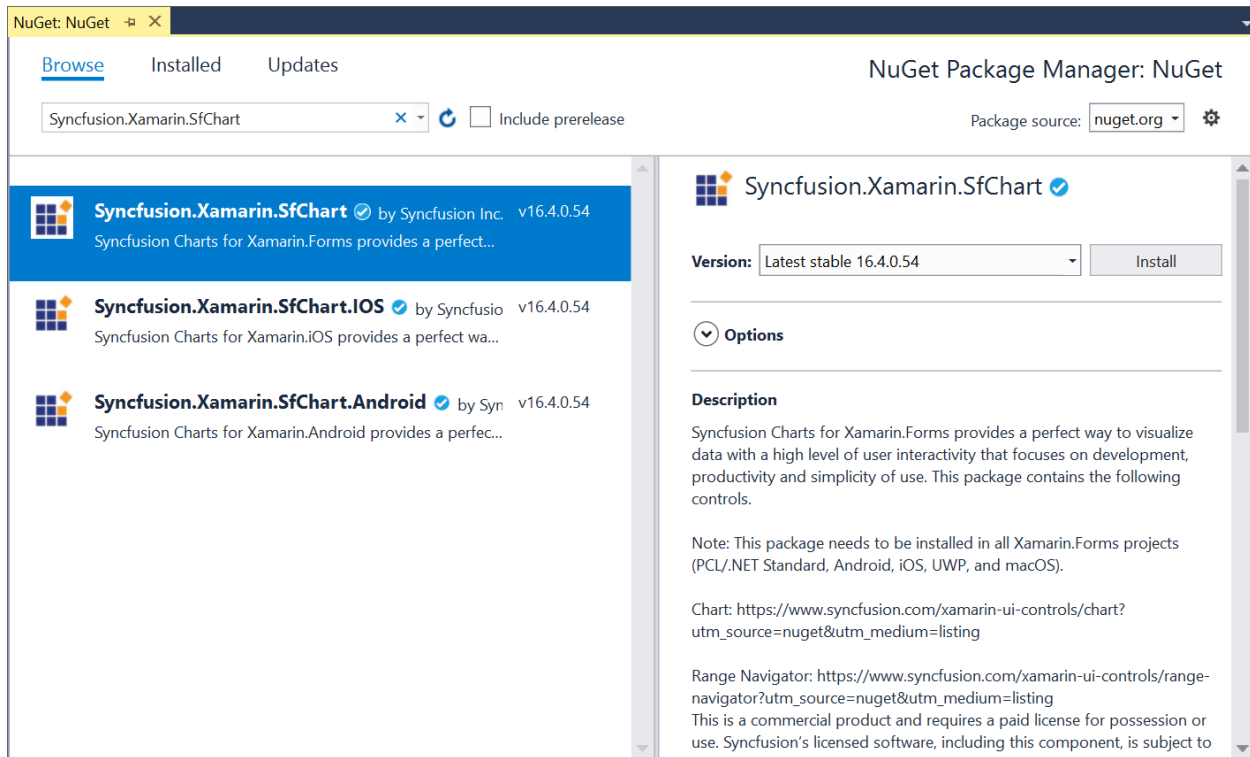 NuGet: NuGet
Browse Installed Updates
NuGet Package Manager: NuGet
Syncfusion.Xamarin.SfChart
Include prerelease
Package source: nuget.org
Syncfusion.Xamarin.SfChart by Syncfusion Inc. v16.4.0.54
Syncfusion Charts for Xamarin.Forms provides a perfect...
Syncfusion.Xamarin.SfChart.IOS by Syncfusio v16.4.0.54
Syncfusion Charts for Xamarin.iOS provides a perfect wa...
Syncfusion.Xamarin.SfChart.Android by Syn v16.4.0.54
Syncfusion Charts for Xamarin.Android provides a perfec...
Syncfusion.Xamarin.SfChart
Version: Latest stable 16.4.0.54 Install
Options
Description
Syncfusion Charts for Xamarin.Forms provides a perfect way to visualize
data with a high level of user interactivity that focuses on development,
productivity and simplicity of use. This package contains the following
controls.
Note: This package needs to be installed in all Xamarin.Forms projects
(PCL/.NET Standard, Android, iOS, UWP, and macOS).
Chart: https://www.syncfusion.com/xamarin-ui-controls/chart?
utm_source=nuget&utm_medium=listing
Range Navigator: https://www.syncfusion.com/xamarin-ui-controls/range-
navigator?utm_source=nuget&utm_medium=listing
This is a commercial product and requires a paid license for possession or
use. Syncfusion's licensed software, including this component, is subject to